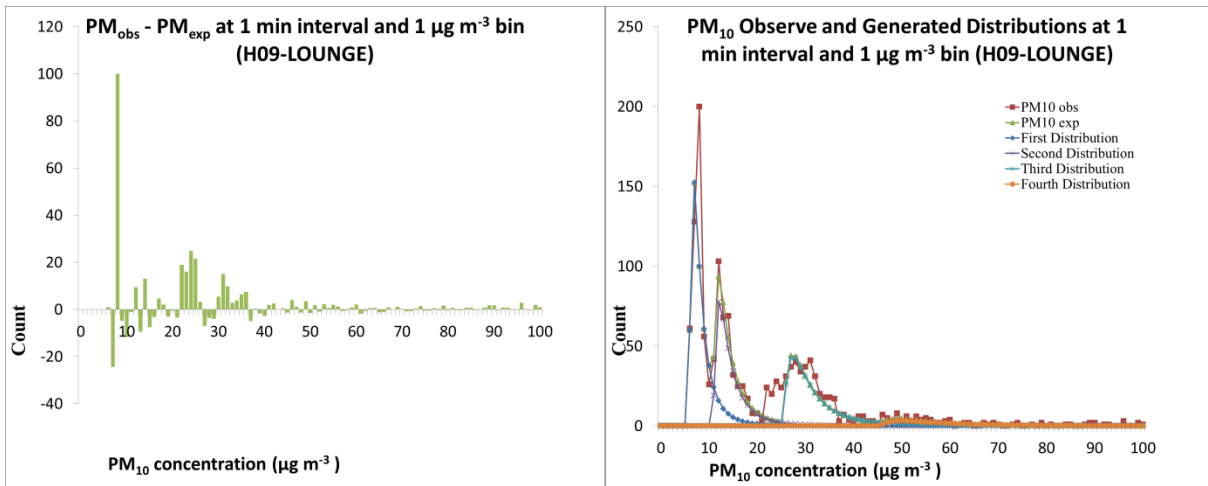 PM₁₀ Observe and Generated Distributions at 1
min interval and 1 µg m⁻³ bin (H09-LOUNGE)
250
200
150
100
50
0
Count
PM10 obs
PM10 exp
First Distribution
Second Distribution
Third Distribution
Fourth Distribution
0 10 20 30 40 50 60 70 80 90 100
PM₁₀ concentration (µg m⁻³ )
PMobs - PMexp at 1 min interval and 1 µg m⁻³ bin
(H09-LOUNGE)
120
100
80
60
40
20
0
-20
-40
Count
0 10 20 30 40 50 60 70 80 90 100
PM₁₀ concentration (µg m⁻³ )